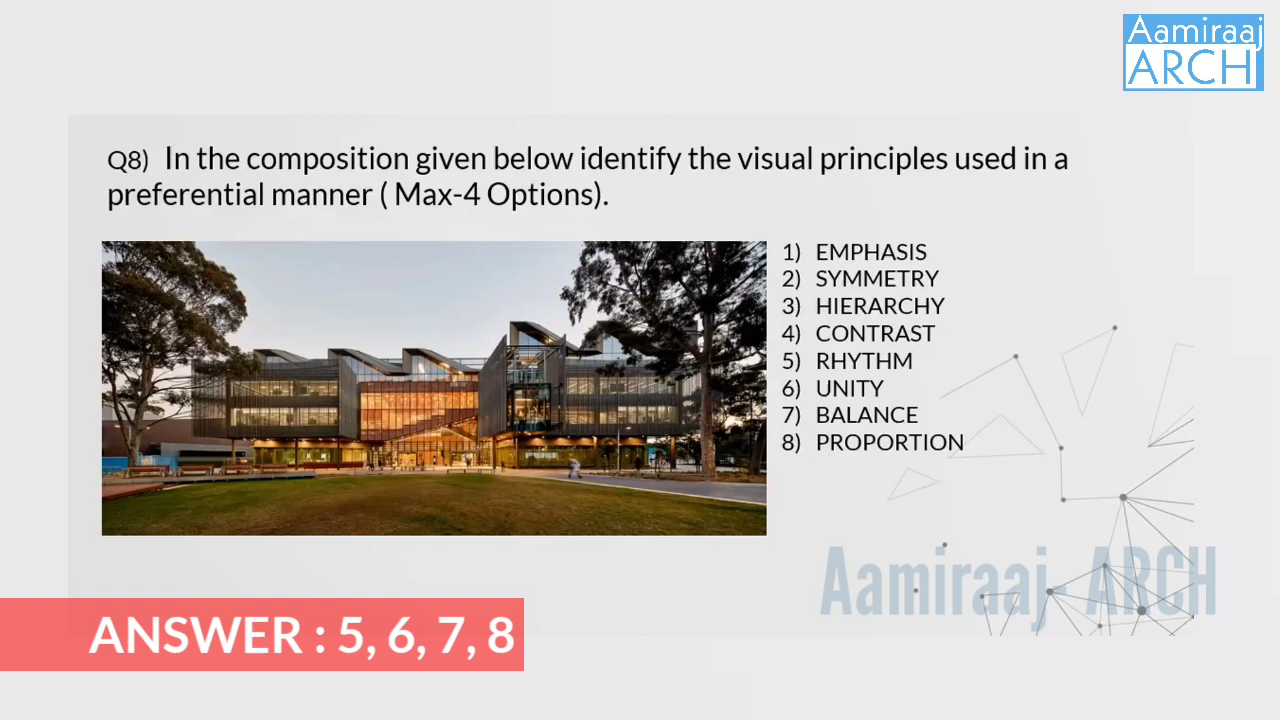 Aamiraaj
ARCH
Q8) In the composition given below identify the visual principles used in a
preferential manner ( Max-4 Options).
1) EMPHASIS
2) SYMMETRY
3) HIERARCHY
4) CONTRAST
5) RHYTHM
6) UNITY
7) BALANCE
8) PROPORTION
Aamiraaj- ARCH
ANSWER : 5, 6, 7, 8